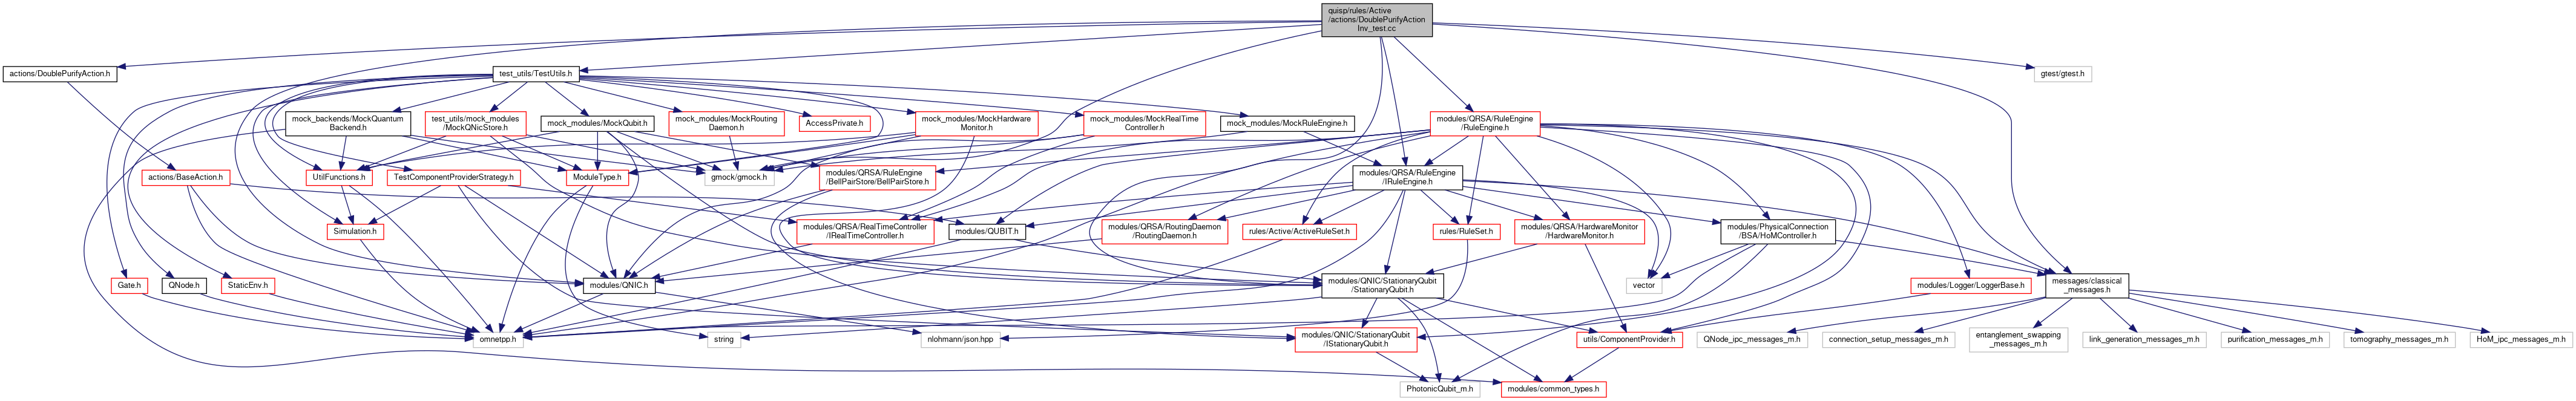 quisp/rules/Active
/actions/DoublePurifyAction
Inv_test.cc
actions/DoublePurifyAction.h
test_utils/TestUtils.h
gtest/gtest.h
mock_backends/MockQuantum
Backend.h
test_utils/mock_modules
/MockQNicStore.h
mock_modules/MockQubit.h
mock_modules/MockRouting
Daemon.h
AccessPrivate.h
mock_modules/MockHardware
Monitor.h
mock_modules/MockRealTime
Controller.h
mock_modules/MockRuleEngine.h
modules/QRSA/RuleEngine
/RuleEngine.h
actions/BaseAction.h
UtilFunctions.h
TestComponentProviderStrategy.h
ModuleType.h
gmock/gmock.h
modules/QRSA/RuleEngine
/BellPairStore/BellPairStore.h
modules/QRSA/RuleEngine
/IRuleEngine.h
Simulation.h
modules/QRSA/RealTimeController
/IRealTimeController.h
modules/QUBIT.h
modules/QRSA/RoutingDaemon
/RoutingDaemon.h
rules/Active/ActiveRuleSet.h
rules/RuleSet.h
modules/QRSA/HardwareMonitor
/HardwareMonitor.h
modules/PhysicalConnection
/BSA/HoMController.h
Gate.h
QNode.h
StaticEnv.h
modules/QNIC.h
modules/QNIC/StationaryQubit
/StationaryQubit.h
vector
modules/Logger/LoggerBase.h
messages/classical
_messages.h
omnetpp.h
string
nlohmann/json.hpp
modules/QNIC/StationaryQubit
/IStationaryQubit.h
utils/ComponentProvider.h
QNode_ipc_messages_m.h
connection_setup_messages_m.h
entanglement_swapping
_messages_m.h
link_generation_messages_m.h
purification_messages_m.h
tomography_messages_m.h
HoM_ipc_messages_m.h
PhotonicQubit_m.h
modules/common_types.h